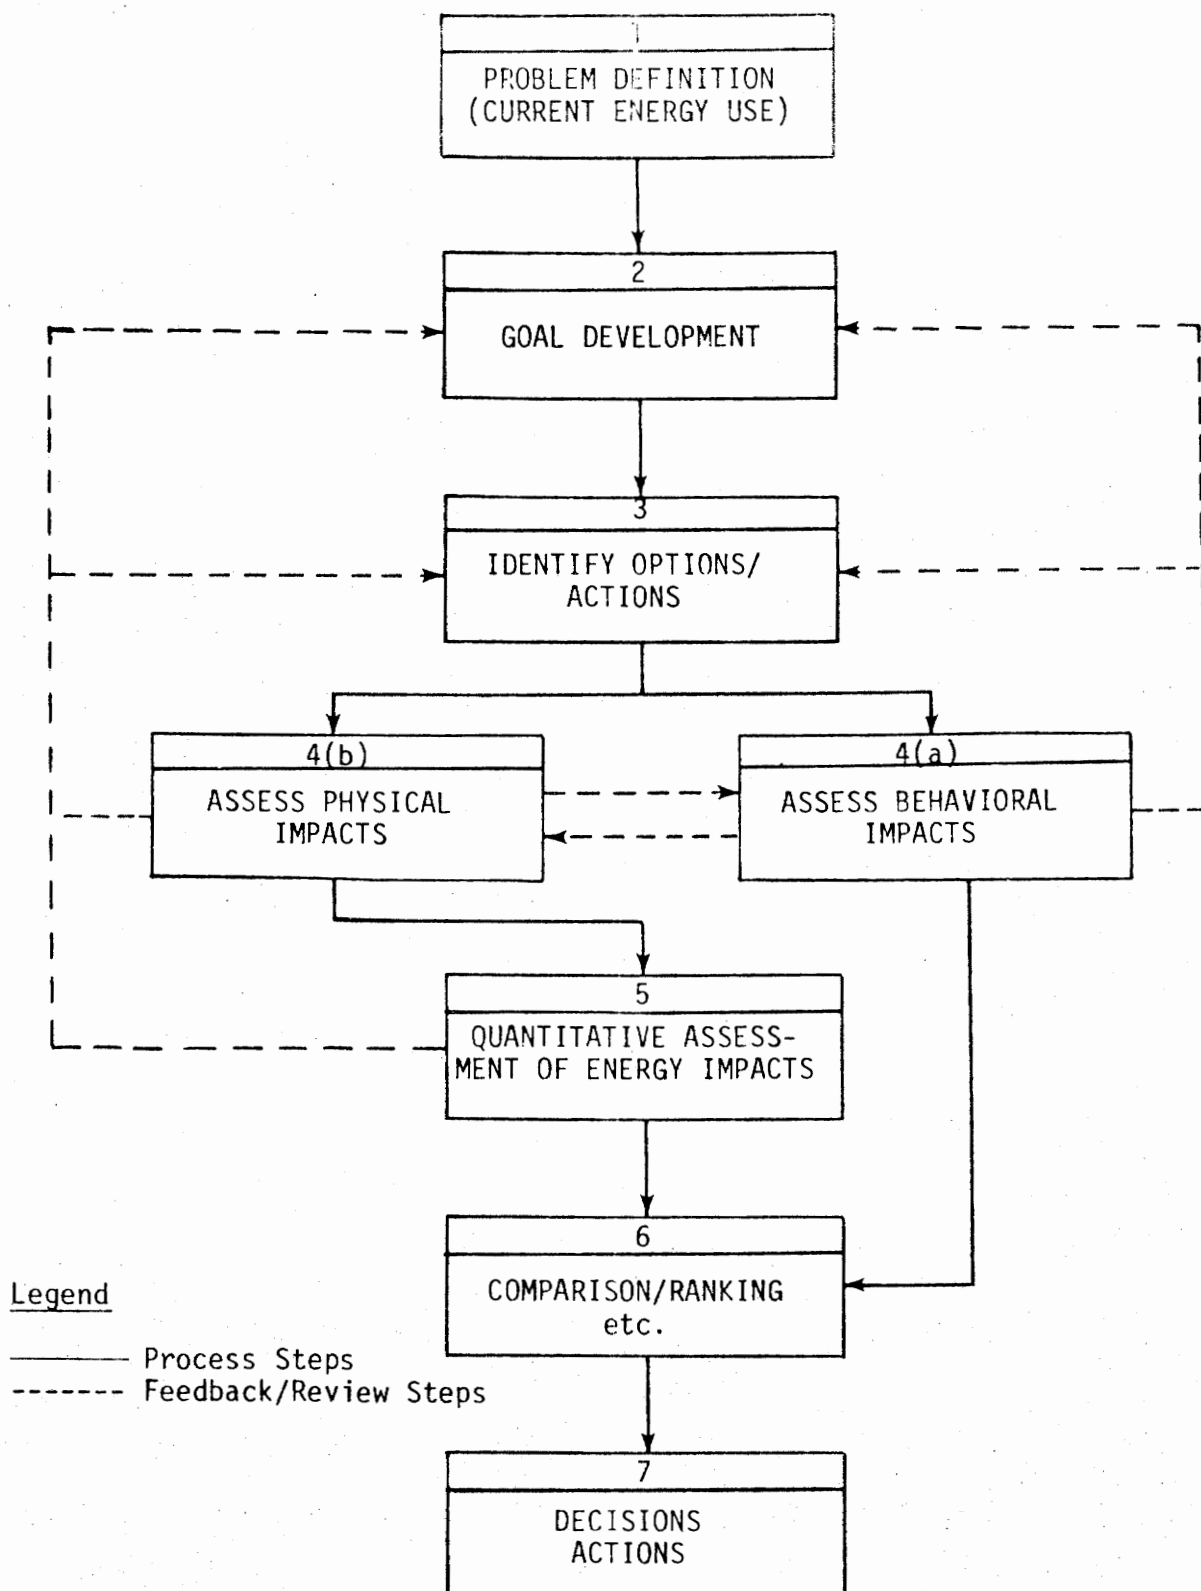 1
PROBLEM DEFINITION
(CURRENT ENERGY USE)
2
GOAL DEVELOPMENT
3
IDENTIFY OPTIONS/
ACTIONS
4(b)
ASSESS PHYSICAL
IMPACTS
4(a)
ASSESS BEHAVIORAL
IMPACTS
5
QUANTITATIVE ASSESS-
MENT OF ENERGY IMPACTS
6
COMPARISON/RANKING
etc.
Legend
Process Steps
Feedback/Review Steps
7
DECISIONS
ACTIONS